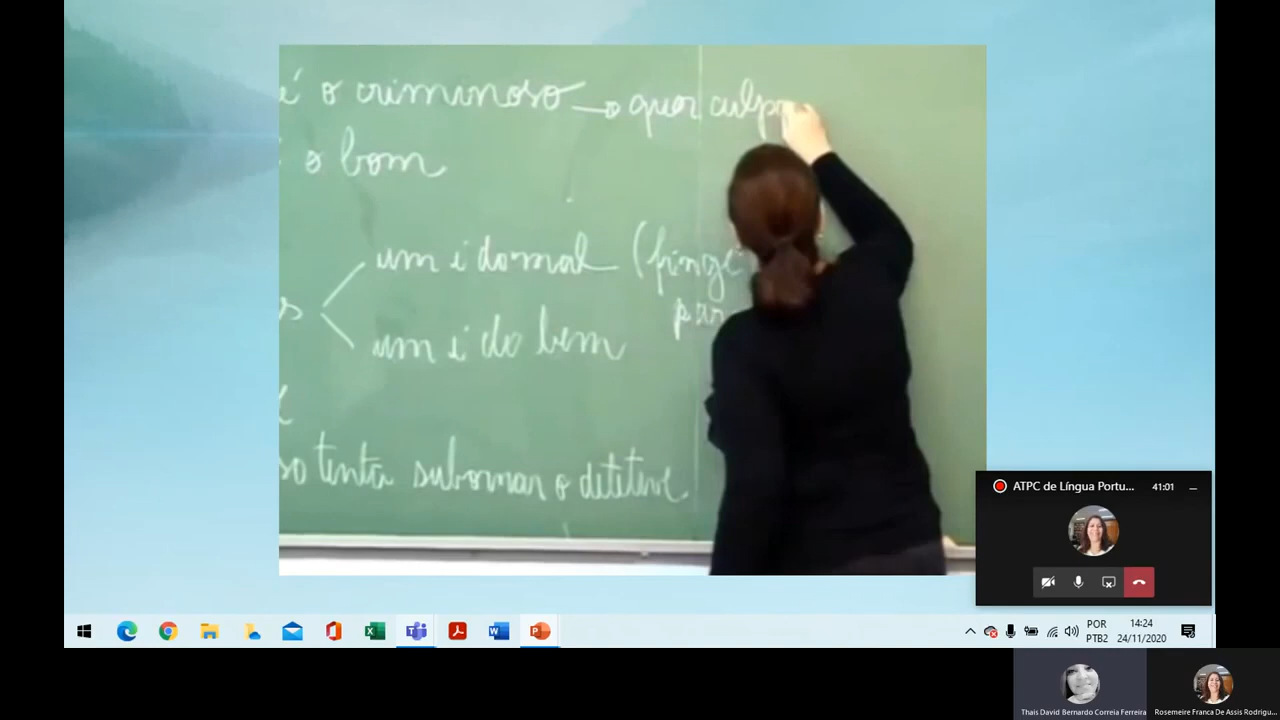 é o criminoso → quer culpa
é o bom
um é do mal (finge
par
um é do bem
so tenta subornar o detetive
ATPC de Língua Portu... 41:01
POR 14:24
PTB2 24/11/2020
Thais David Bernardo Correia Ferreira
Rosemeire Franca De Assis Rodrigu...